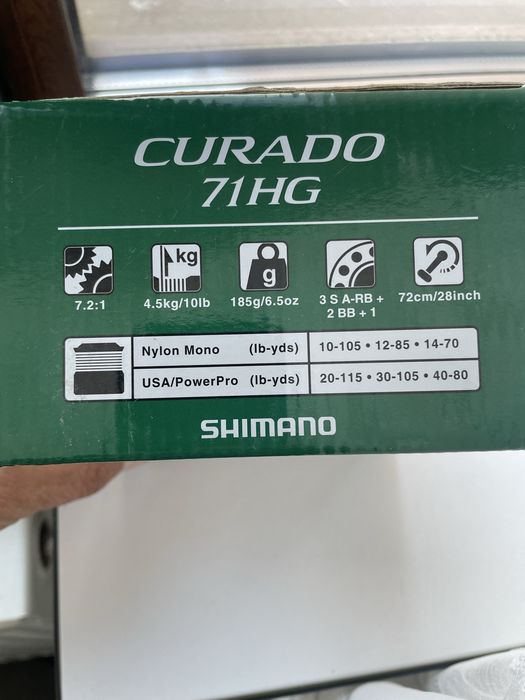 CURADO
71HG
kg
g
7.2:1
4.5kg/10lb
185g/6.5oz
3 S A-RB +
2 BB + 1
72cm/28inch
Nylon Mono (lb-yds) 10-105 • 12-85 • 14-70
USA/PowerPro (lb-yds) 20-115 • 30-105 • 40-80
SHIMANO